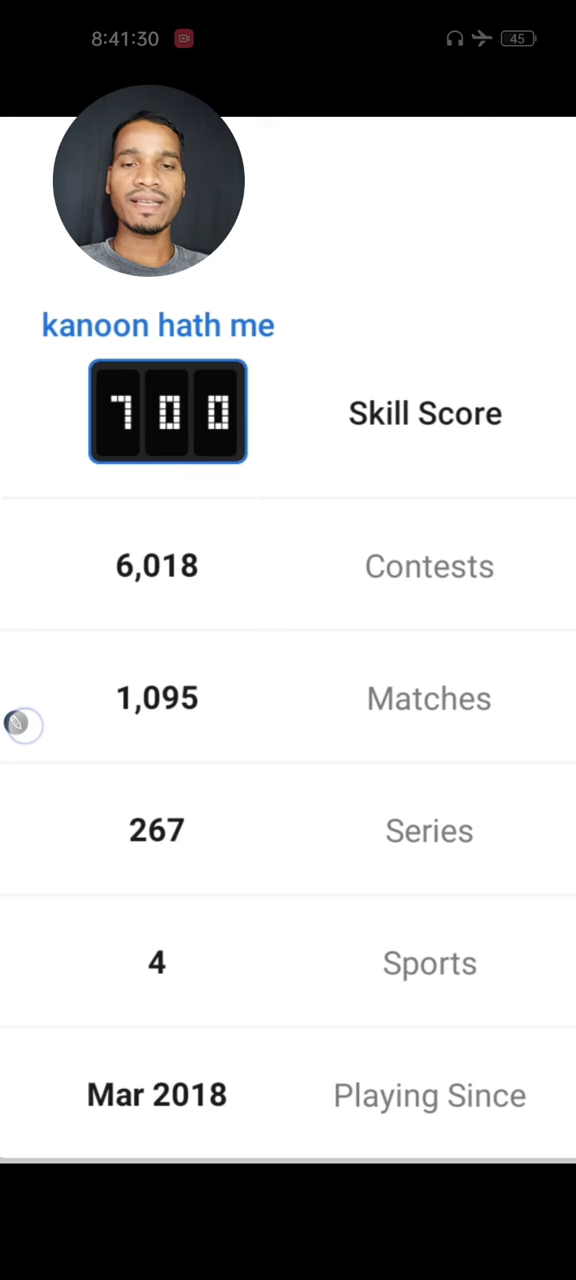 8:41:30 45
kanoon hath me
700 Skill Score
6,018 Contests
1,095 Matches
267 Series
4 Sports
Mar 2018 Playing Since